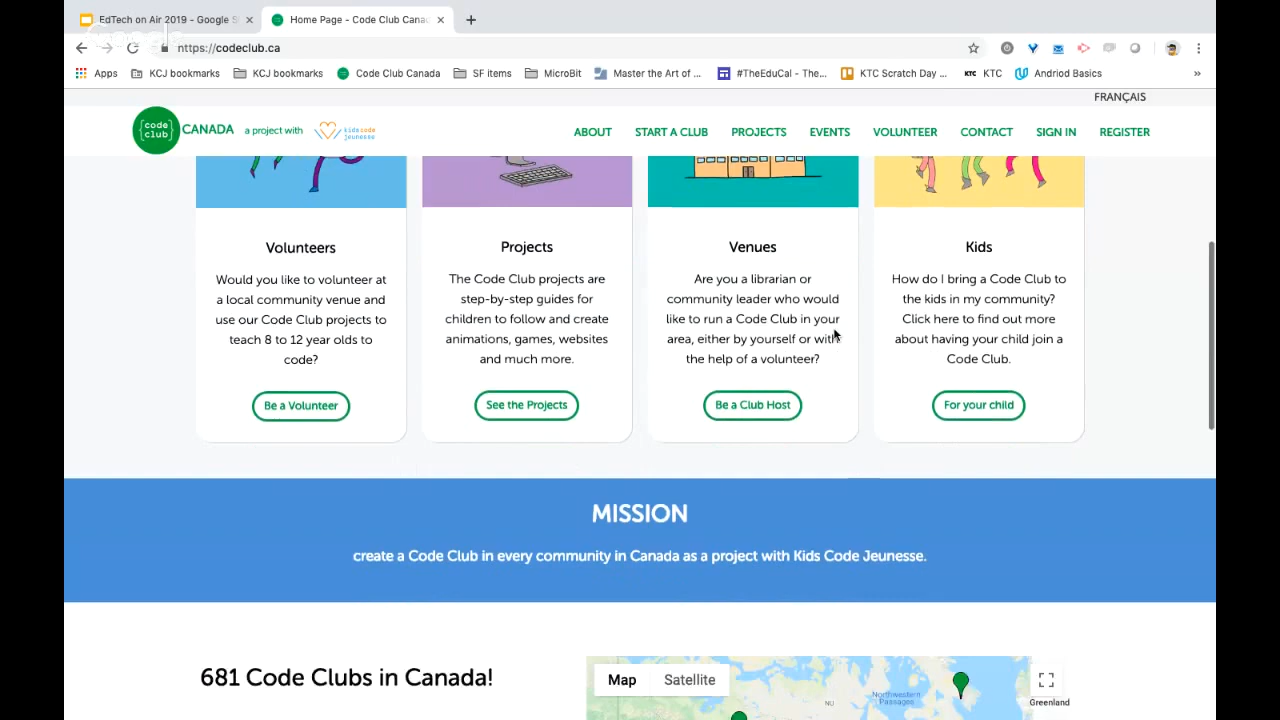 EdTech on Air 2019 - Google S
Home Page - Code Club Canad
Google
https://codeclub.ca
Apps
KCJ bookmarks
KCJ bookmarks
Code Club Canada
SF items
MicroBit
Master the Art of ...
#TheEduCal - The...
KTC Scratch Day ...
KTC
KTC
Andriod Basics
»
FRANÇAIS
{code club}
CANADA
a project with
kids code jeunesse
ABOUT
START A CLUB
PROJECTS
EVENTS
VOLUNTEER
CONTACT
SIGN IN
REGISTER
Volunteers
Would you like to volunteer at
a local community venue and
use our Code Club projects to
teach 8 to 12 year olds to
code?
Be a Volunteer
Projects
The Code Club projects are
step-by-step guides for
children to follow and create
animations, games, websites
and much more.
See the Projects
Venues
Are you a librarian or
community leader who would
like to run a Code Club in your
area, either by yourself or with
the help of a volunteer?
Be a Club Host
Kids
How do I bring a Code Club to
the kids in my community?
Click here to find out more
about having your child join a
Code Club.
For your child
MISSION
create a Code Club in every community in Canada as a project with Kids Code Jeunesse.
681 Code Clubs in Canada!
Map
Satellite
Northwestern
Passages
NU
Greenland